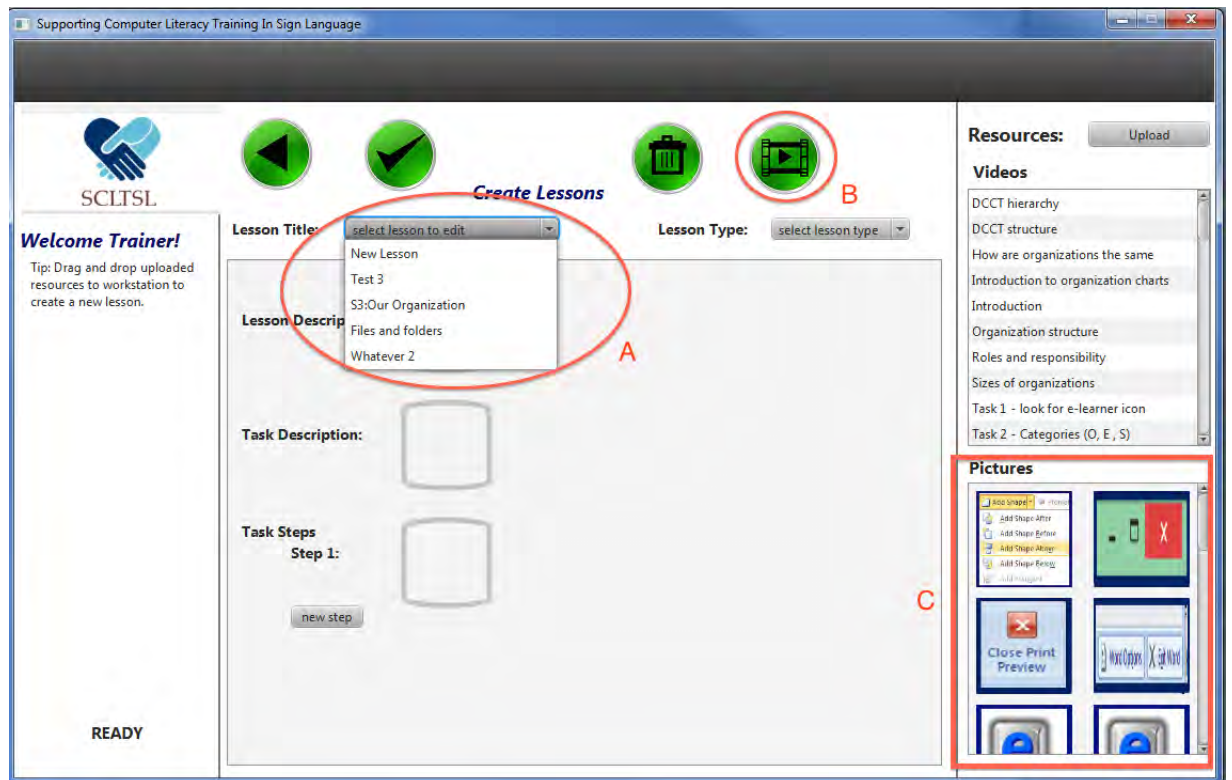 Supporting Computer Literacy Training In Sign Language
SCLTSL
Welcome Trainer!
Tip: Drag and drop uploaded
resources to workstation to
create a new lesson.
READY
Create Lessons
B
Lesson Title:
select lesson to edit
New Lesson
Test 3
S3:Our Organization
Files and folders
Whatever 2
A
Lesson Type:
select lesson type
Lesson Descrip
Task Description:
Task Steps
Step 1:
new step
Resources:
Upload
Videos
DCCT hierarchy
DCCT structure
How are organizations the same
Introduction to organization charts
Introduction
Organization structure
Roles and responsibility
Sizes of organizations
Task 1 - look for e-learner icon
Task 2 - Categories (O, E , S)
C
Pictures
Add Shape
Add Shape After
Add Shape Before
Add Shape Above
Add Shape Below
X
Close Print
Preview
Word Options
X Exit Word